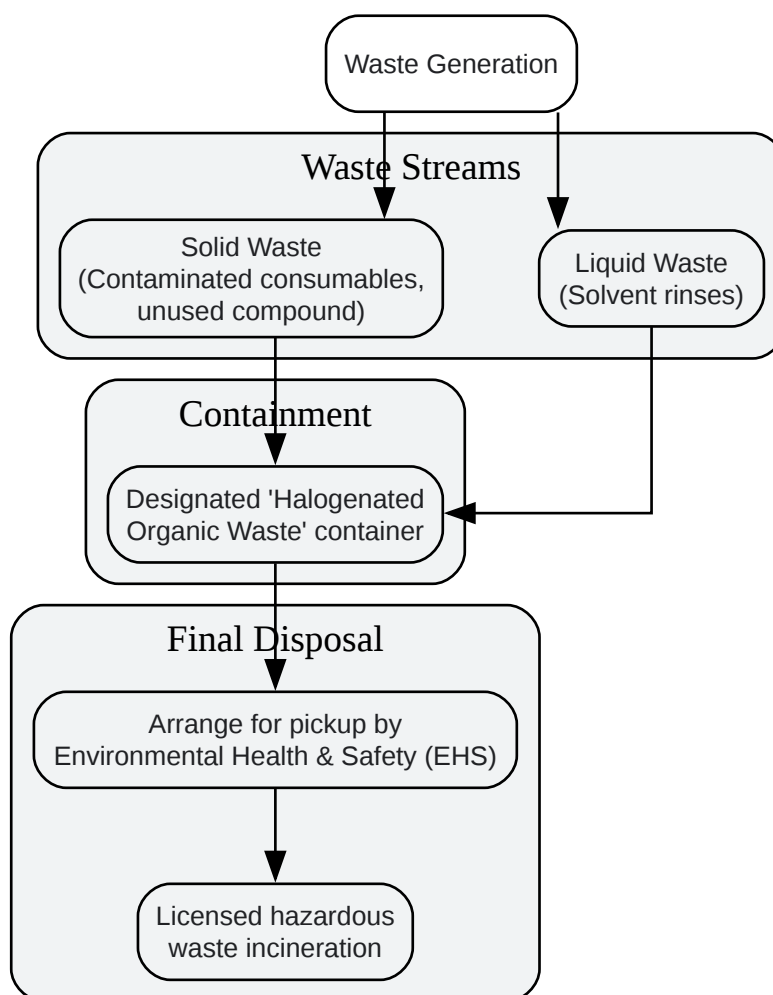 Waste Generation
Waste Streams
Solid Waste
(Contaminated consumables,
unused compound)
Liquid Waste
(Solvent rinses)
Containment
Designated 'Halogenated
Organic Waste' container
Final Disposal
Arrange for pickup by
Environmental Health & Safety (EHS)
Licensed hazardous
waste incineration